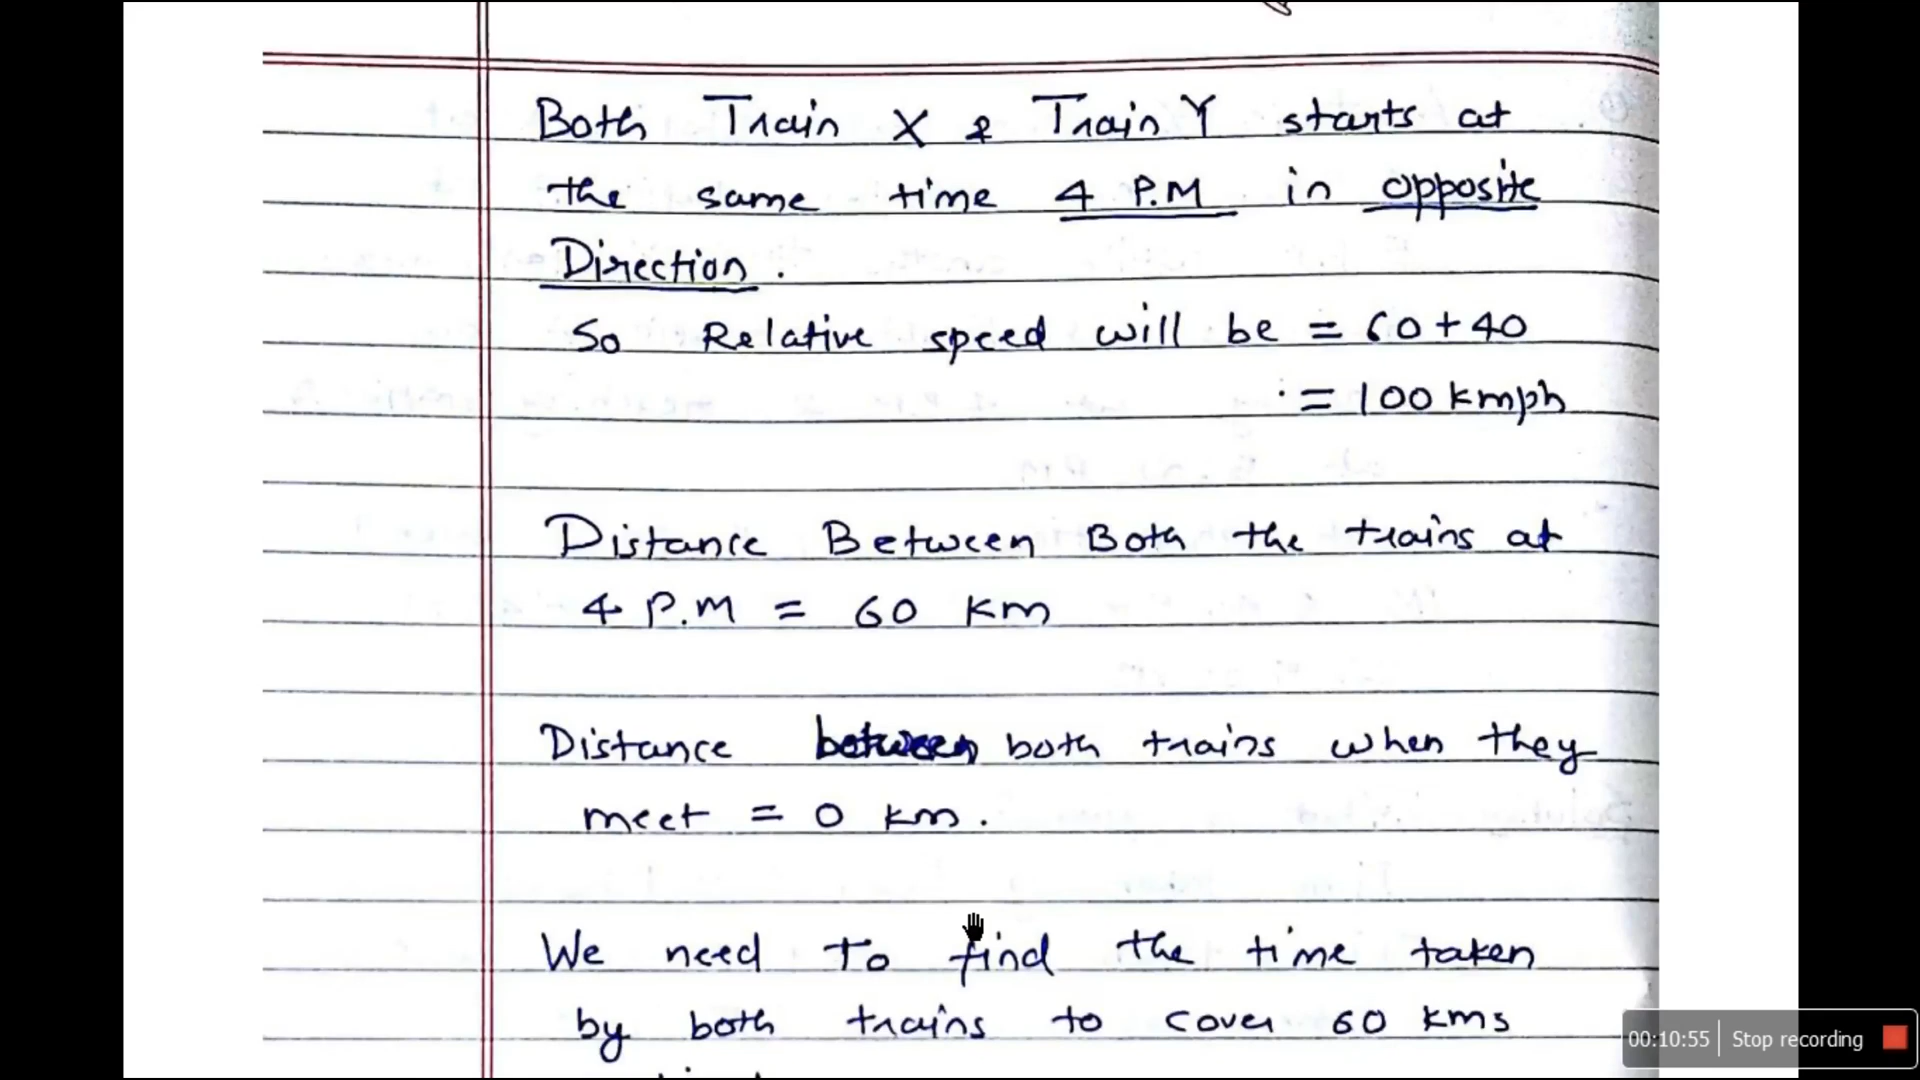 Both Train X & Train Y starts at
the same time 4 P.M in opposite
Direction.
So Relative speed will be = 60 + 40
= 100 kmph
Distance Between Both the trains at
4 P.M = 60 km
Distance between both trains when they
meet = 0 km.
We need To find the time taken
by both trains to cover 60 kms
00:10:55 | Stop recording